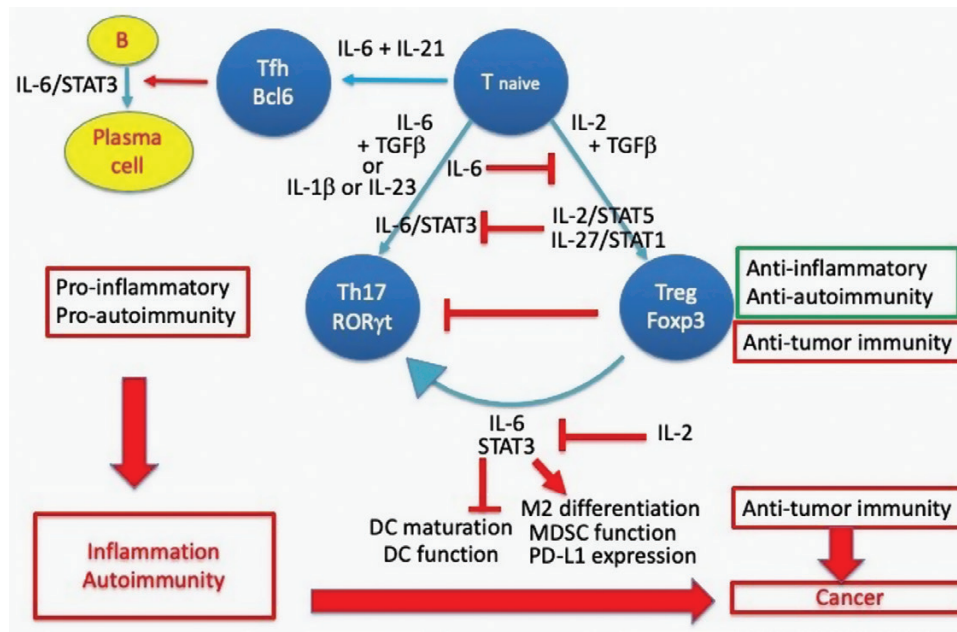 B
IL-6/STAT3
Plasma
cell
Tfh
Bcl6
IL-6 + IL-21
T naive
IL-6
+ TGFβ
or
IL-1β or IL-23
IL-2
+ TGFβ
IL-6
IL-6/STAT3
IL-2/STAT5
IL-27/STAT1
Pro-inflammatory
Pro-autoimmunity
Th17
RORγt
Treg
Foxp3
Anti-inflammatory
Anti-autoimmunity
Anti-tumor immunity
IL-6
STAT3
IL-2
DC maturation
DC function
M2 differentiation
MDSC function
PD-L1 expression
Anti-tumor immunity
Inflammation
Autoimmunity
Cancer